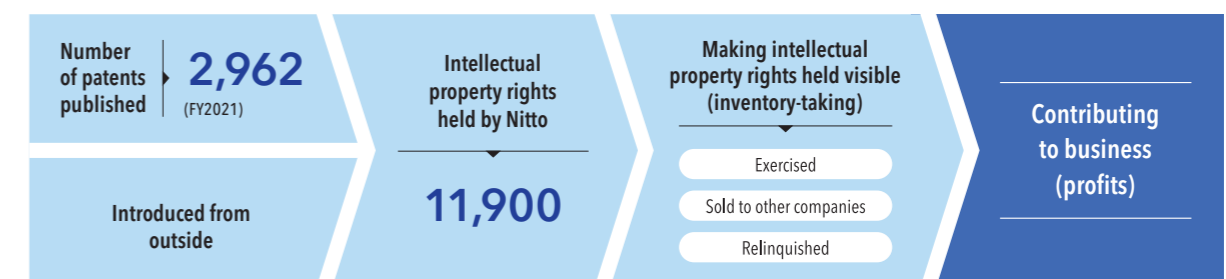 Number
of patents
published
2,962
(FY2021)
Introduced from
outside
Intellectual
property rights
held by Nitto
11,900
Making intellectual
property rights held visible
(inventory-taking)
Exercised
Sold to other companies
Relinquished
Contributing
to business
(profits)